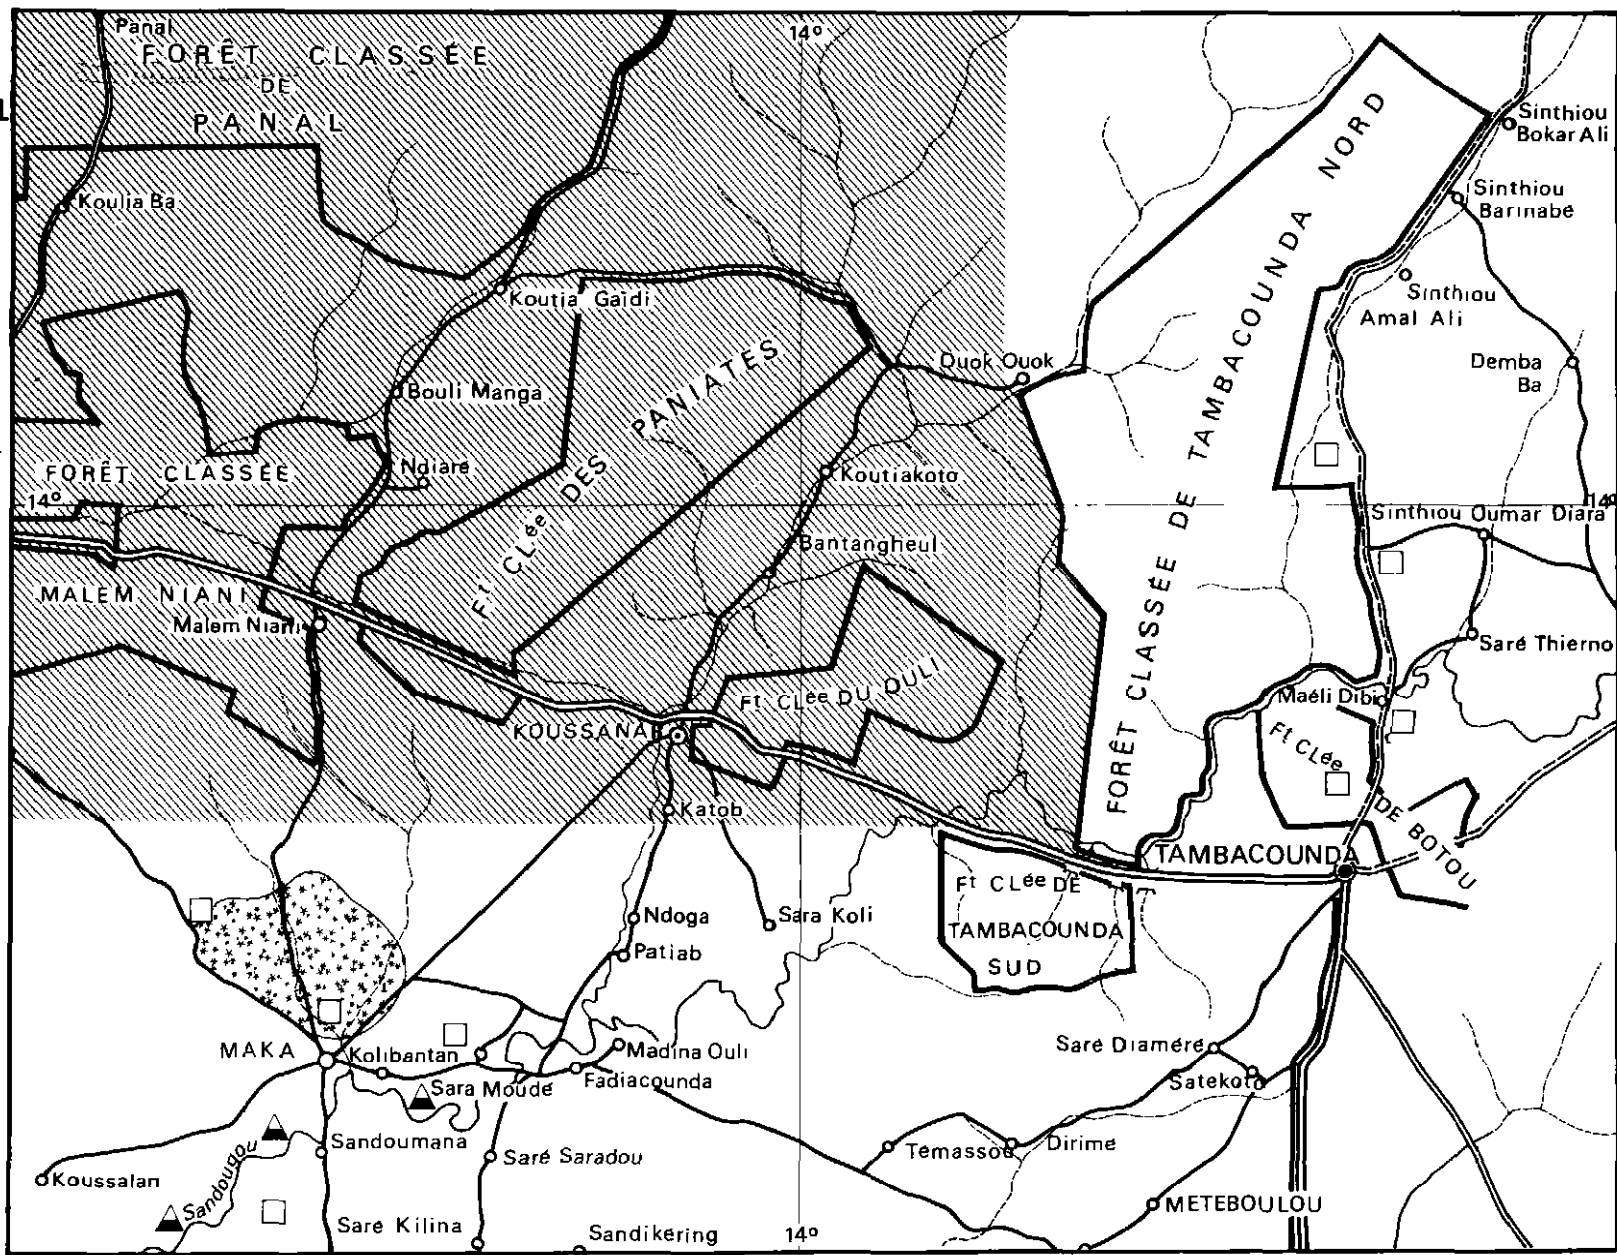 Panal
14°
FORÊT CLASSÉE
DE
PANAL
L
Sinthiou
Bokar Ali
Koulia Ba
Sinthiou
Barinabé
FORÊT CLASSÉE DE TAMBACOUNDA NORD
Koutia Gaïdi
Sinthiou
Amal Ali
Ouok Ouok
Demba
Ba
Bouli Manga
Ft CLée DES PANIATES
FORÊT CLASSÉE
Ndiare
Koutiakoto
14°
14°
Sinthiou Oumar Diara
Bantangheul
MALEM NIANI
Malem Niani
Saré Thierno
Ft CLée DU OULI
Maéli Dibi
KOUSSANAR
Ft CLée
DE BOTOU
Katob
TAMBACOUNDA
Ft CLée DE
TAMBACOUNDA
SUD
Ndoga
Sara Koli
Patiab
MAKA
Kolibantan
Madina Ouli
Saré Diaméré
Sara Moude
Fadiacounda
Satekoto
Sandoumana
Témassou
Dirime
Koussalan
Sandougou
Saré Saradou
METEBOULOU
Saré Kilina
Sandikéring
14°